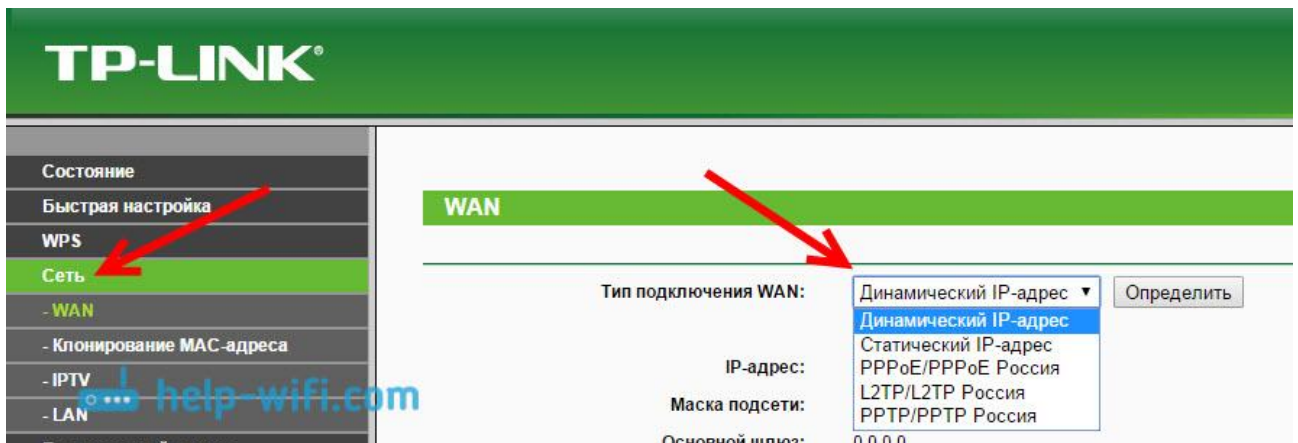 TP-LINK®
Состояние
Быстрая настройка
WPS
Сеть
- WAN
- Клонирование MAC-адреса
- IPTV
- LAN
help-wifi.com
WAN
Тип подключения WAN: Динамический IP-адрес Определить
Динамический IP-адрес
Статический IP-адрес
PPPoE/PPPoE Россия
L2TP/L2TP Россия
PPTP/PPTP Россия
IP-адрес:
Маска подсети:
Основной шлюз: 0.0.0.0